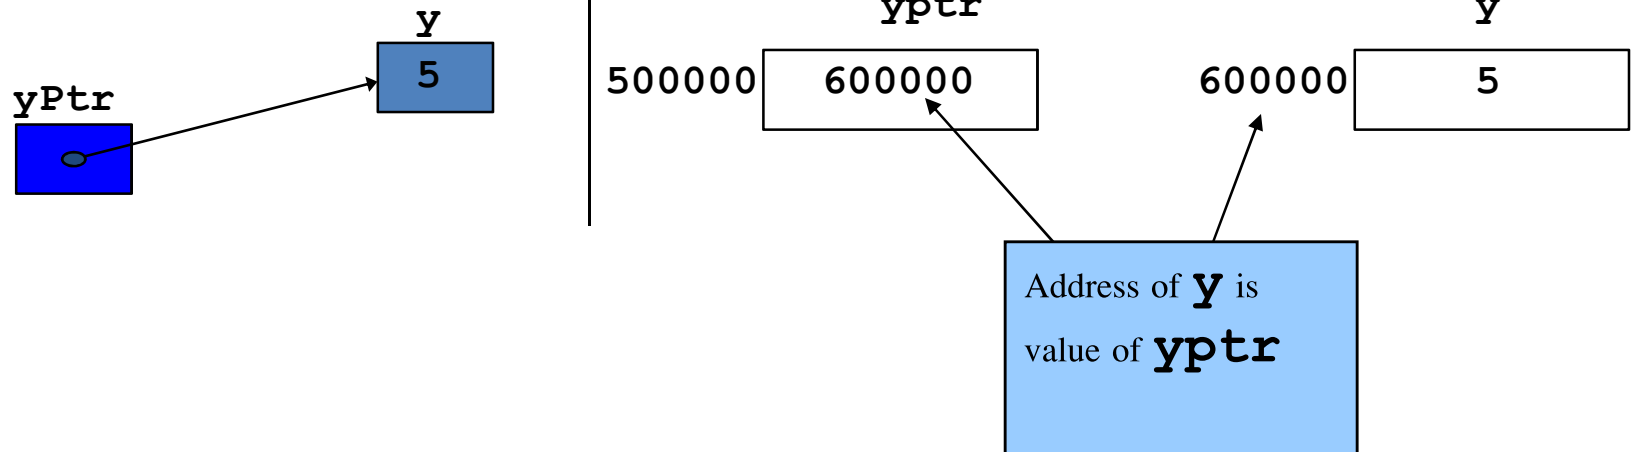 y
5
yPtr
yptr
y
500000 600000
600000 5
Address of y is
value of yptr